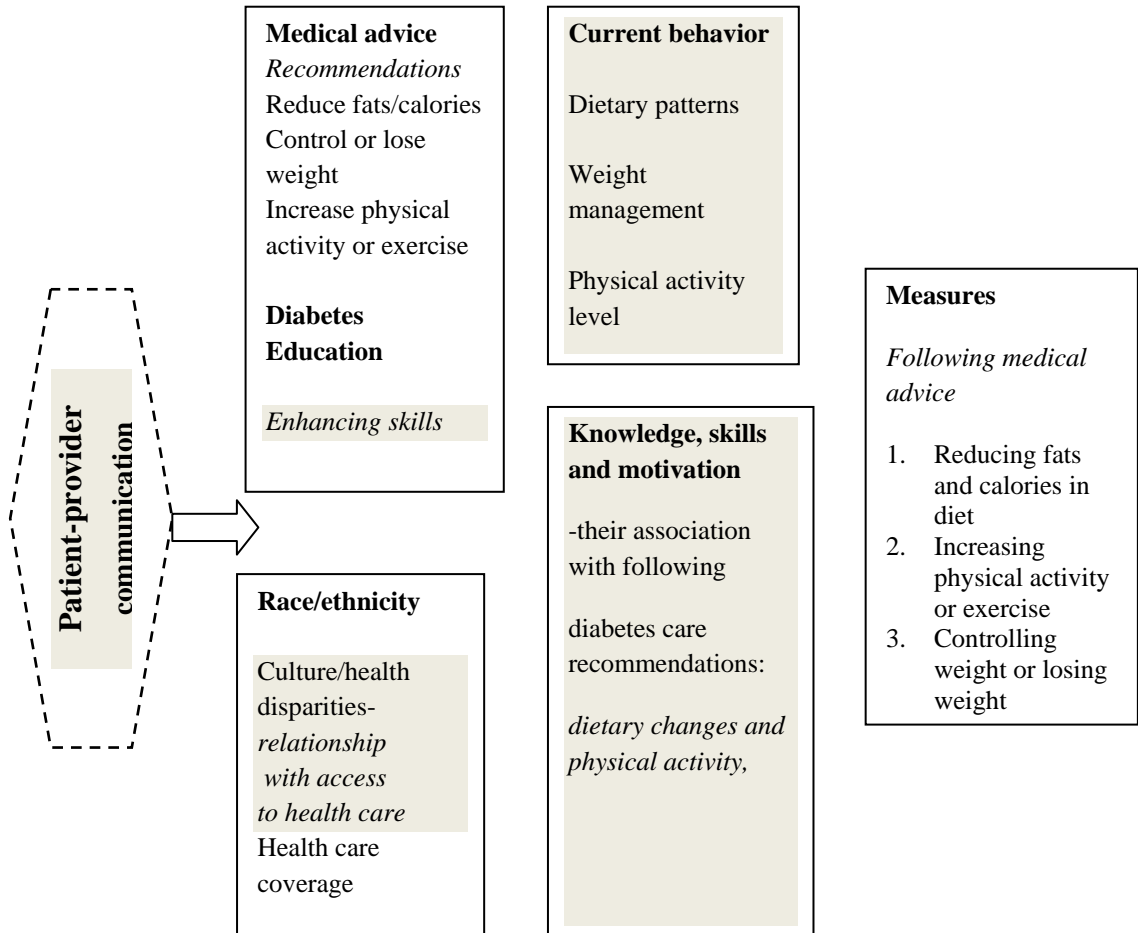 Patient-provider
communication
Medical advice
Recommendations
Reduce fats/calories
Control or lose
weight
Increase physical
activity or exercise
Diabetes
Education
Enhancing skills
Race/ethnicity
Culture/health
disparities-
relationship
with access
to health care
Health care
coverage
Current behavior
Dietary patterns
Weight
management
Physical activity
level
Knowledge, skills
and motivation
-their association
with following
diabetes care
recommendations:
dietary changes and
physical activity,
Measures
Following medical
advice
1. Reducing fats
and calories in
diet
2. Increasing
physical activity
or exercise
3. Controlling
weight or losing
weight